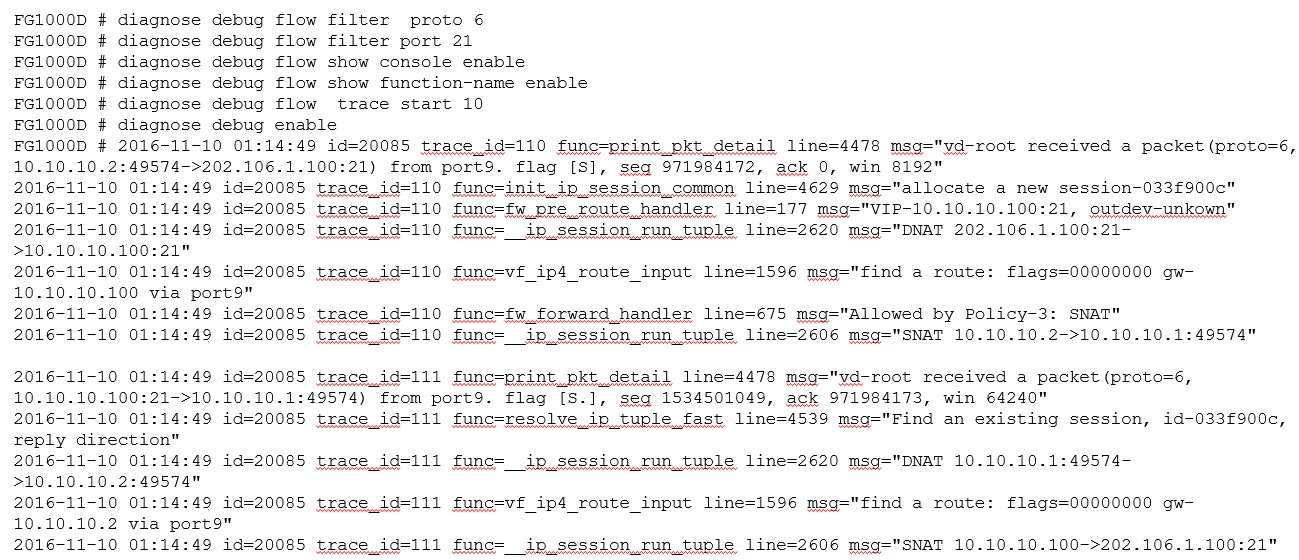 FG1000D # diagnose debug flow filter  proto 6
FG1000D # diagnose debug flow filter port 21
FG1000D # diagnose debug flow show console enable
FG1000D # diagnose debug flow show function-name enable
FG1000D # diagnose debug flow  trace start 10
FG1000D # diagnose debug enable
FG1000D # 2016-11-10 01:14:49 id=20085 trace_id=110 func=print_pkt_detail line=4478 msg="vd-root received a packet(proto=6,
10.10.10.2:49574->202.106.1.100:21) from port9. flag [S], seq 971984172, ack 0, win 8192"
2016-11-10 01:14:49 id=20085 trace_id=110 func=init_ip_session_common line=4629 msg="allocate a new session-033f900c"
2016-11-10 01:14:49 id=20085 trace_id=110 func=fw_pre_route_handler line=177 msg="VIP-10.10.10.100:21, outdev-unkown"
2016-11-10 01:14:49 id=20085 trace_id=110 func=__ip_session_run_tuple line=2620 msg="DNAT 202.106.1.100:21-
>10.10.10.100:21"
2016-11-10 01:14:49 id=20085 trace_id=110 func=vf_ip4_route_input line=1596 msg="find a route: flags=00000000 gw-
10.10.10.100 via port9"
2016-11-10 01:14:49 id=20085 trace_id=110 func=fw_forward_handler line=675 msg="Allowed by Policy-3: SNAT"
2016-11-10 01:14:49 id=20085 trace_id=110 func=__ip_session_run_tuple line=2606 msg="SNAT 10.10.10.2->10.10.10.1:49574"
2016-11-10 01:14:49 id=20085 trace_id=111 func=print_pkt_detail line=4478 msg="vd-root received a packet(proto=6,
10.10.10.100:21->10.10.10.1:49574) from port9. flag [S.], seq 1534501049, ack 971984173, win 64240"
2016-11-10 01:14:49 id=20085 trace_id=111 func=resolve_ip_tuple_fast line=4539 msg="Find an existing session, id-033f900c,
reply direction"
2016-11-10 01:14:49 id=20085 trace_id=111 func=__ip_session_run_tuple line=2620 msg="DNAT 10.10.10.1:49574-
>10.10.10.2:49574"
2016-11-10 01:14:49 id=20085 trace_id=111 func=vf_ip4_route_input line=1596 msg="find a route: flags=00000000 gw-
10.10.10.2 via port9"
2016-11-10 01:14:49 id=20085 trace_id=111 func=__ip_session_run_tuple line=2606 msg="SNAT 10.10.10.100->202.106.1.100:21"